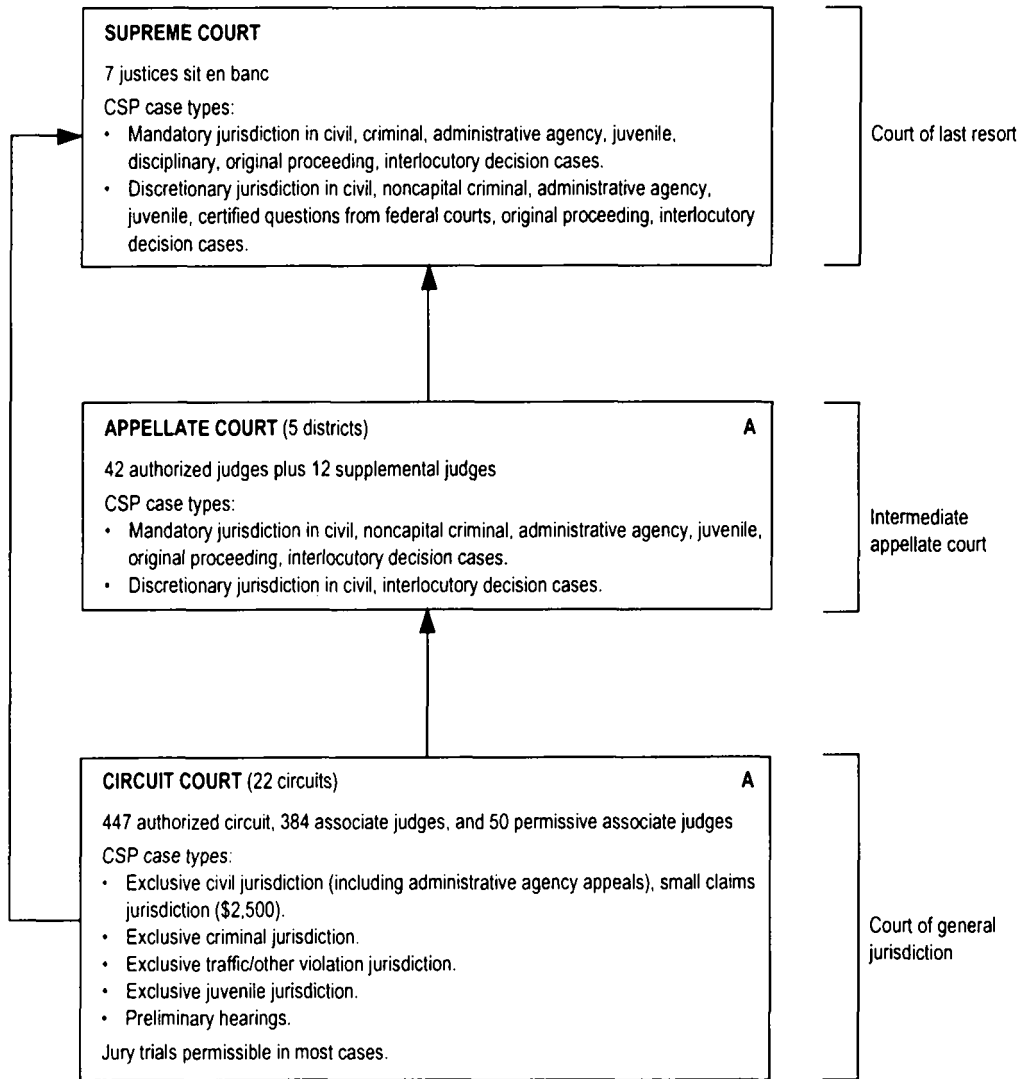 SUPREME COURT
7 justices sit en banc
CSP case types:
• Mandatory jurisdiction in civil, criminal, administrative agency, juvenile,
disciplinary, original proceeding, interlocutory decision cases.
• Discretionary jurisdiction in civil, noncapital criminal, administrative agency,
juvenile, certified questions from federal courts, original proceeding, interlocutory
decision cases.
Court of last resort
APPELLATE COURT (5 districts) A
42 authorized judges plus 12 supplemental judges
CSP case types:
• Mandatory jurisdiction in civil, noncapital criminal, administrative agency, juvenile,
original proceeding, interlocutory decision cases.
• Discretionary jurisdiction in civil, interlocutory decision cases.
Intermediate
appellate court
CIRCUIT COURT (22 circuits) A
447 authorized circuit, 384 associate judges, and 50 permissive associate judges
CSP case types:
• Exclusive civil jurisdiction (including administrative agency appeals), small claims
jurisdiction ($2,500).
• Exclusive criminal jurisdiction.
• Exclusive traffic/other violation jurisdiction.
• Exclusive juvenile jurisdiction.
• Preliminary hearings.
Jury trials permissible in most cases.
Court of general
jurisdiction